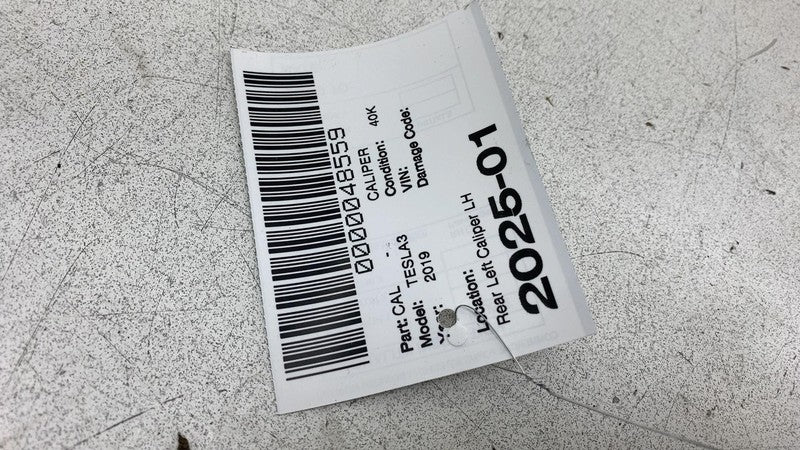 0000048559
Part: CAL - CALIPER
Model: TESLA3 Condition: 40K
Year: 2019 VIN:
Damage Code:
Location:
Rear Left Caliper LH
2025-01